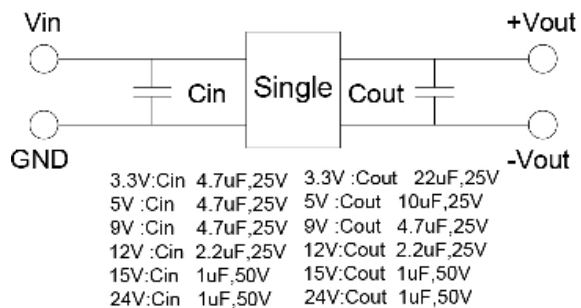 Vin +Vout
Cin Single Cout
GND -Vout
3.3V:Cin 4.7uF,25V 3.3V :Cout 22uF,25V
5V :Cin 4.7uF,25V 5V :Cout 10uF,25V
9V :Cin 4.7uF,25V 9V :Cout 4.7uF,25V
12V :Cin 2.2uF,25V 12V:Cout 2.2uF,25V
15V:Cin 1uF,50V 15V:Cout 1uF,50V
24V:Cin 1uF,50V 24V:Cout 1uF,50V